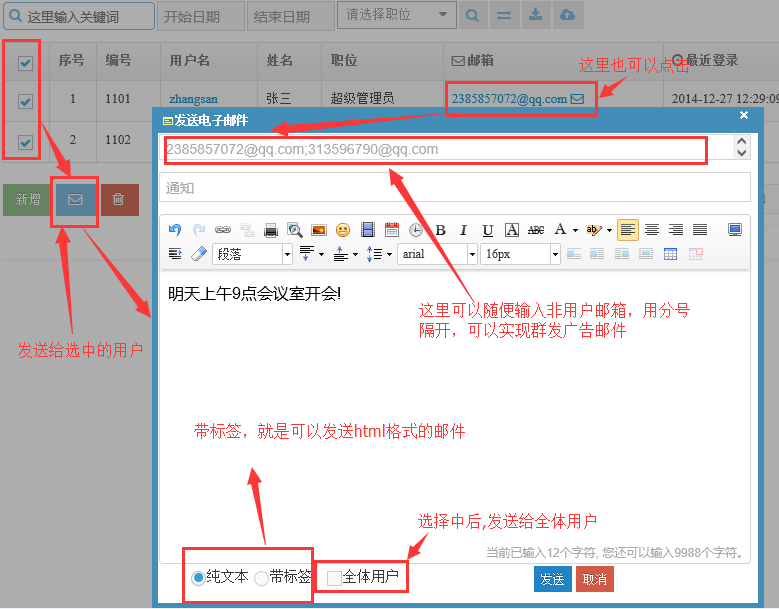 这里输入关键词 开始日期 结束日期 请选择职位
序号 编号 用户名 姓名 职位 邮箱 最近登录
这里也可以点击
1 1101 zhangsan 张三 超级管理员 2385857072@qq.com 2014-12-27 12:29:09
2 1102
发送电子邮件
2385857072@qq.com;313596790@qq.com
通知
新增
B I U A ABC A ab
段落 arial 16px
明天上午9点会议室开会!
这里可以随便输入非用户邮箱，用分号
隔开，可以实现群发广告邮件
发送给选中的用户
带标签，就是可以发送html格式的邮件
选择中后,发送给全体用户
当前已输入12个字符, 您还可以输入9988个字符。
纯文本 带标签 全体用户 发送 取消